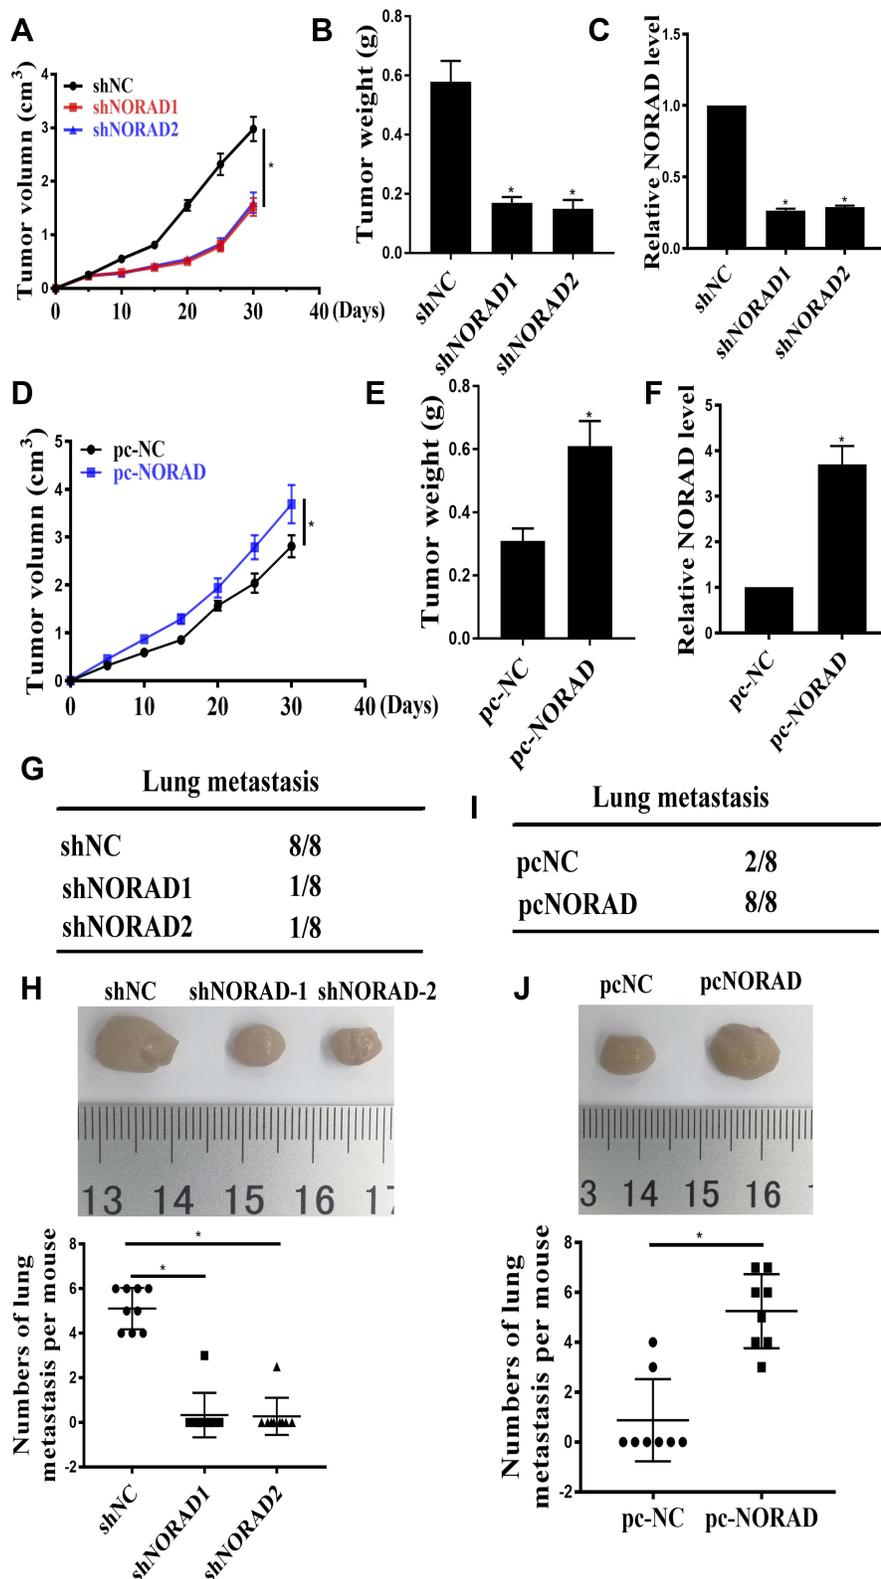 A
Tumor volumn (cm3)
4
3
2
1
0
shNC
shNORAD1
shNORAD2
*
0 10 20 30 40 (Days)
B
Tumor weight (g)
0.8
0.6
0.4
0.2
0.0
* *
shNC shNORAD1 shNORAD2
C
Relative NORAD level
1.5
1.0
0.5
0.0
* *
shNC shNORAD1 shNORAD2
D
Tumor volumn (cm3)
5
4
3
2
1
0
pc-NC
pc-NORAD
*
0 10 20 30 40 (Days)
E
Tumor weight (g)
0.8
0.6
0.4
0.2
0.0
*
pc-NC pc-NORAD
F
Relative NORAD level
5
4
3
2
1
0
*
pc-NC pc-NORAD
G
Lung metastasis
shNC 8/8
shNORAD1 1/8
shNORAD2 1/8
I
Lung metastasis
pcNC 2/8
pcNORAD 8/8
H
shNC shNORAD-1 shNORAD-2
13 14 15 16 17
Numbers of lung
metastasis per mouse
8
6
4
2
0
-2
*
*
shNC shNORAD1 shNORAD2
J
pcNC pcNORAD
3 14 15 16
Numbers of lung
metastasis per mouse
8
6
4
2
0
-2
*
pc-NC pc-NORAD